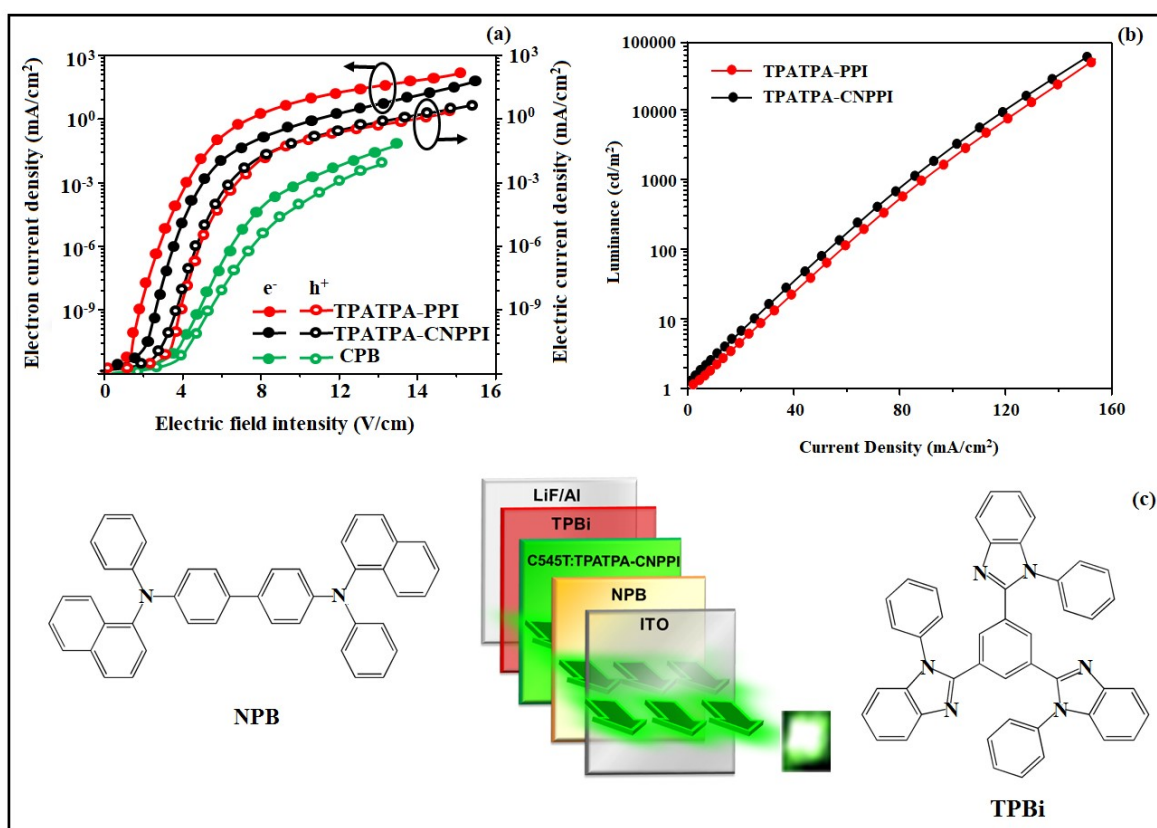 (a)
Electron current density (mA/cm²)
10³
10⁰
10⁻³
10⁻⁶
10⁻⁹
10³
10⁰
10⁻³
10⁻⁶
10⁻⁹
Electric current density (mA/cm²)
e⁻ h⁺
TPATPA-PPI
TPATPA-CNPPI
CPB
0 4 8 12 16
Electric field intensity (V/cm)
(b)
Luminance (cd/m²)
100000
10000
1000
100
10
1
TPATPA-PPI
TPATPA-CNPPI
0 40 80 120 160
Current Density (mA/cm²)
(c)
N
N
NPB
LiF/Al
TPBi
C545T:TPATPA-CNPPI
NPB
ITO
N
N
N
N
N
N
TPBi